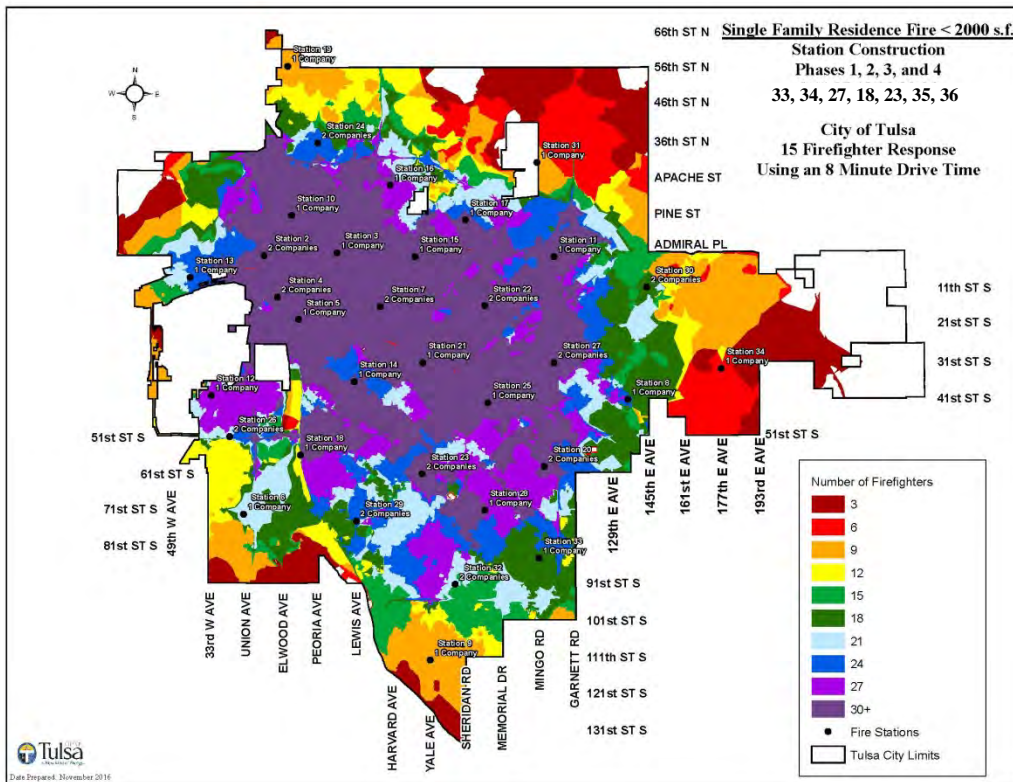 Single Family Residence Fire < 2000 s.f.
Station Construction
Phases 1, 2, 3, and 4
33, 34, 27, 18, 23, 35, 36
City of Tulsa
15 Firefighter Response
Using an 8 Minute Drive Time
N
W
E
S
66th ST N
56th ST N
46th ST N
36th ST N
APACHE ST
PINE ST
ADMIRAL PL
11th ST S
21st ST S
31st ST S
41st ST S
51st ST S
Station 19
1 Company
Station 24
2 Companies
Station 31
1 Company
Station 16
1 Company
Station 17
1 Company
Station 10
1 Company
Station 2
2 Companies
Station 3
1 Company
Station 15
1 Company
Station 11
1 Company
Station 13
1 Company
Station 30
2 Companies
Station 4
2 Companies
Station 5
1 Company
Station 7
2 Companies
Station 22
2 Companies
Station 21
1 Company
Station 27
2 Companies
Station 34
1 Company
Station 14
1 Company
Station 12
1 Company
Station 25
1 Company
1 Company
Station 26
2 Companies
Station 18
1 Company
Station 23
2 Companies
Station 20
2 Companies
Station 6
1 Company
Station 29
2 Companies
Station 28
1 Company
Station 33
1 Company
Station 32
2 Companies
Station 9
1 Company
51st ST S
61st ST S
71st ST S
81st ST S
49th W AVE
33rd W AVE
UNION AVE
ELWOOD AVE
PEORIA AVE
LEWIS AVE
HARVARD AVE
YALE AVE
SHERIDAN RD
MEMORIAL DR
MINGO RD
GARNETT RD
129th E AVE
145th E AVE
161st E AVE
177th E AVE
193rd E AVE
91st ST S
101st ST S
111th ST S
121st ST S
131st ST S
Number of Firefighters
3
6
9
12
15
18
21
24
27
30+
Fire Stations
Tulsa City Limits
Tulsa
Date Prepared: November 2016